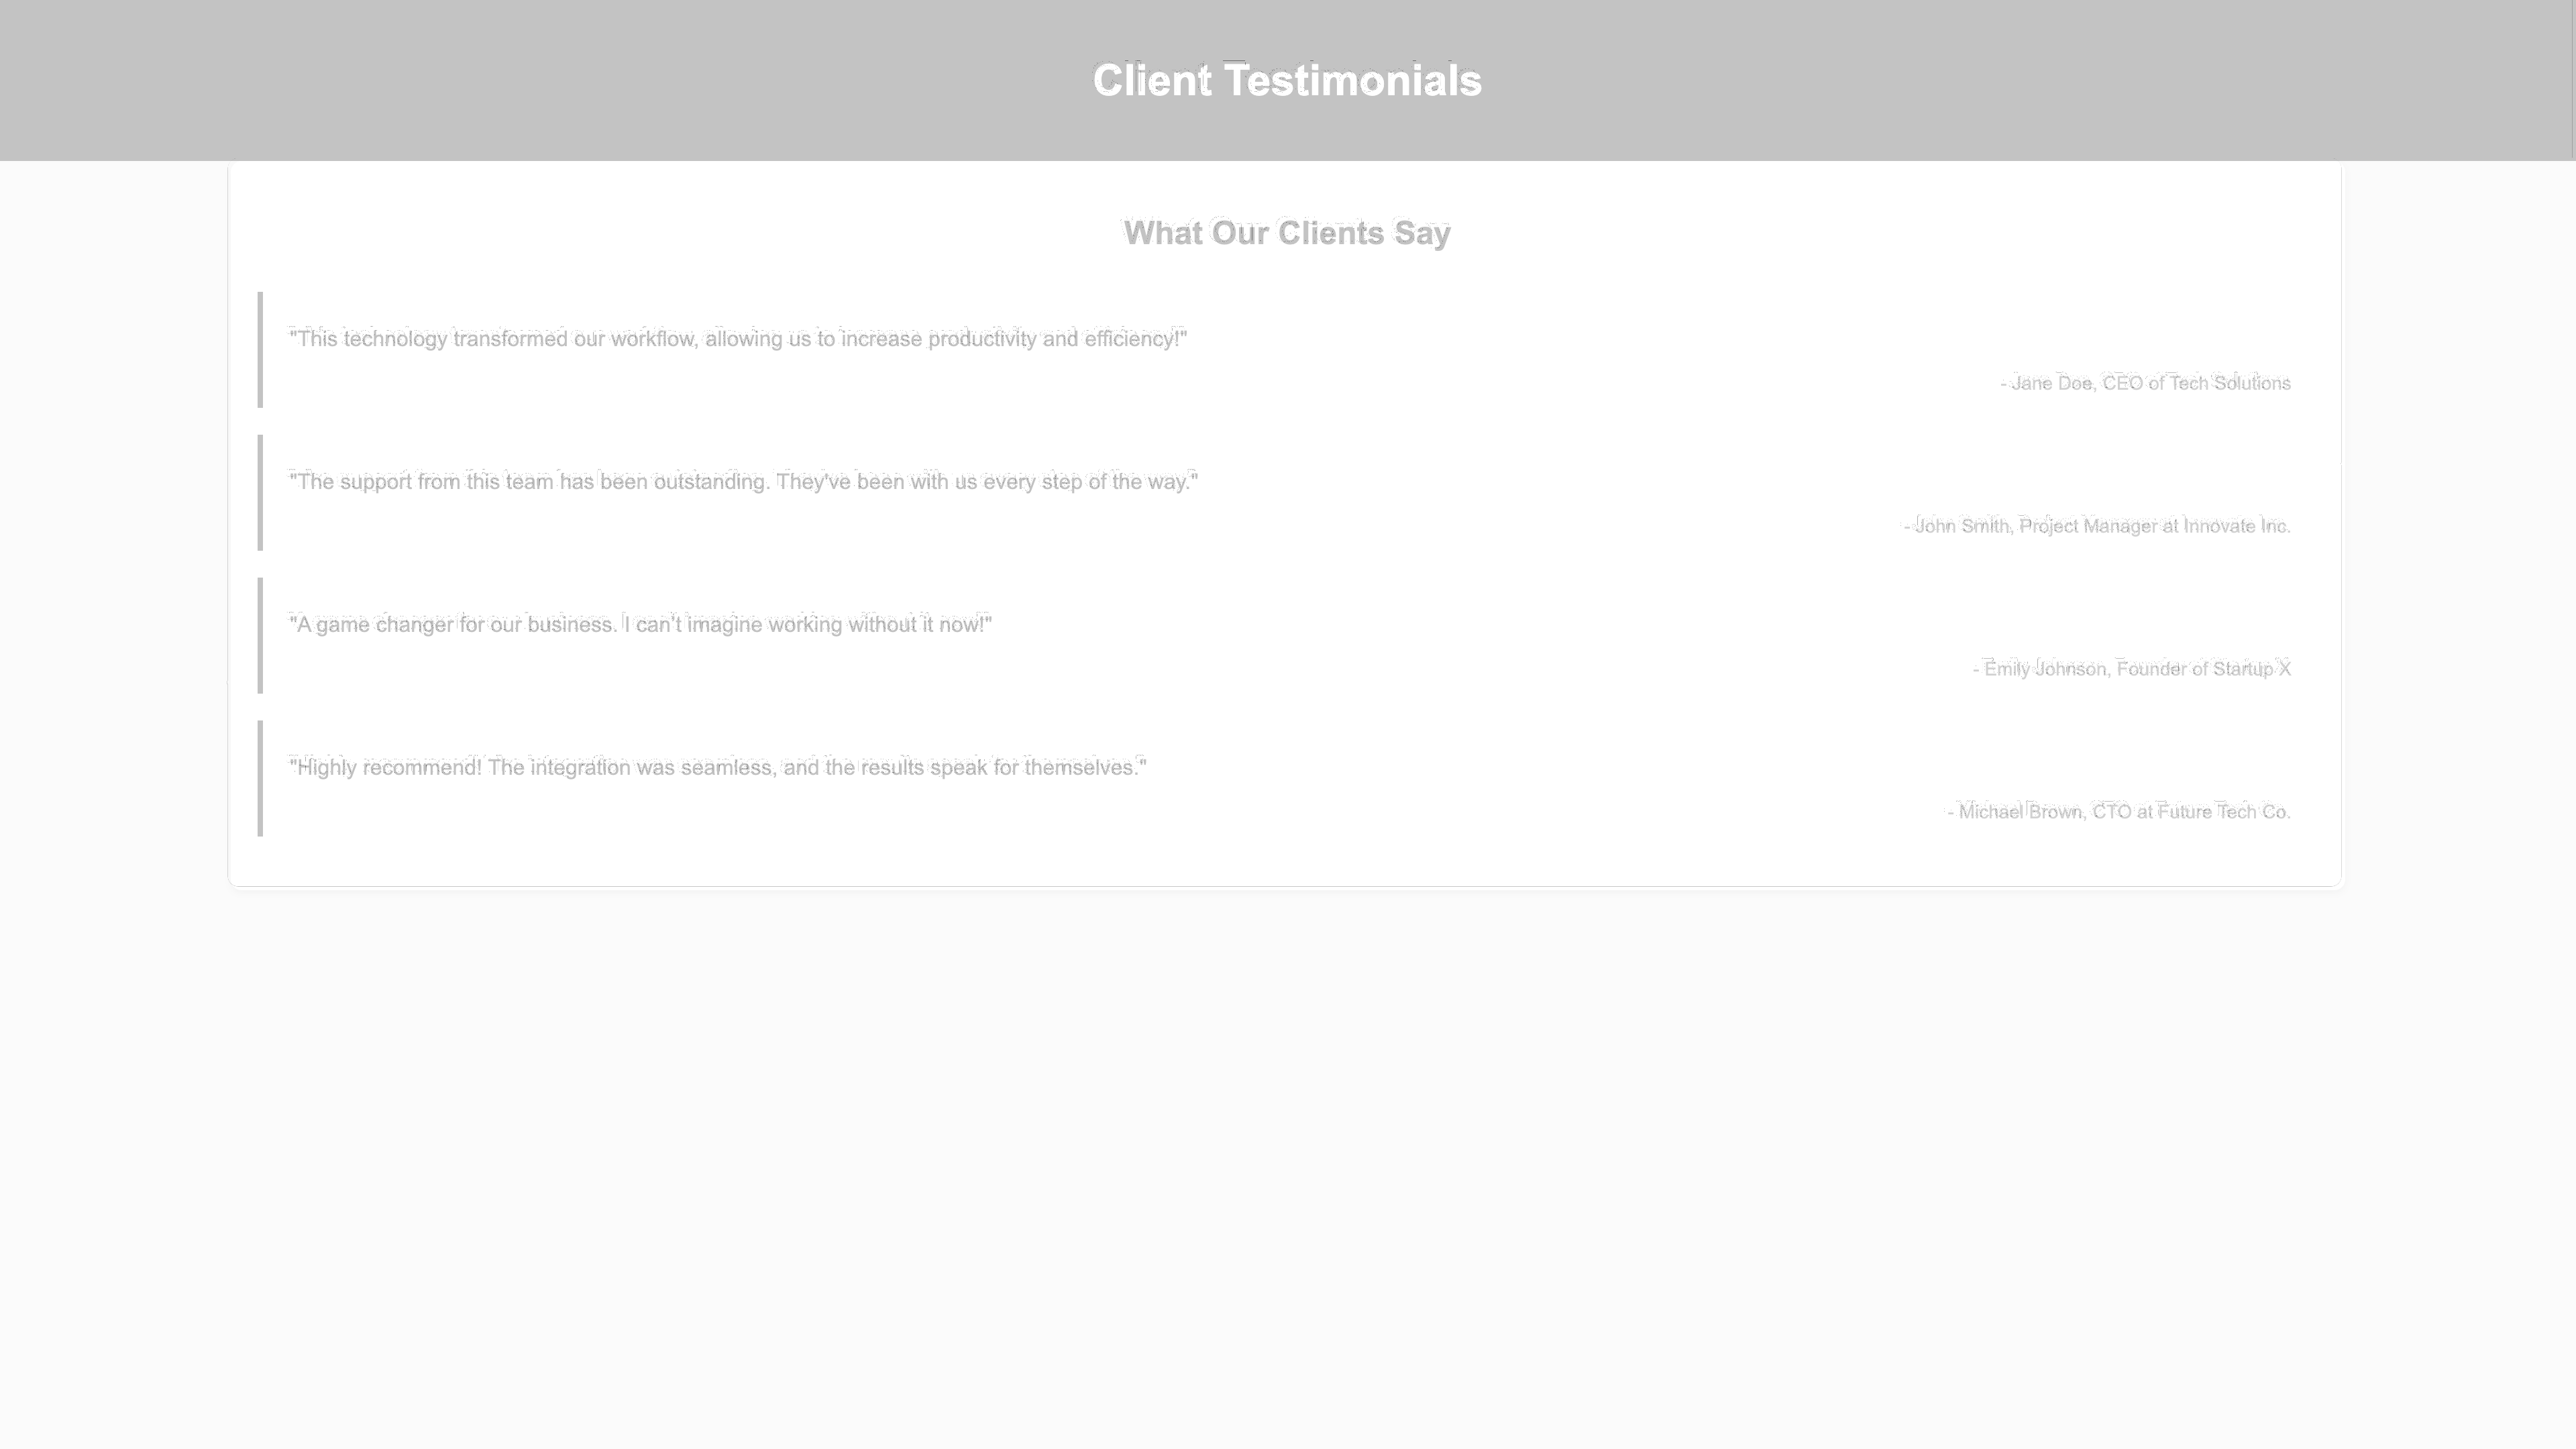 Client Testimonials
What Our Clients Say
"This technology transformed our workflow, allowing us to increase productivity and efficiency!"
- Jane Doe, CEO of Tech Solutions
"The support from this team has been outstanding. They've been with us every step of the way."
- John Smith, Project Manager at Innovate Inc.
"A game changer for our business. I can't imagine working without it now!"
- Emily Johnson, Founder of Startup X
"Highly recommend! The integration was seamless, and the results speak for themselves."
- Michael Brown, CTO at Future Tech Co.